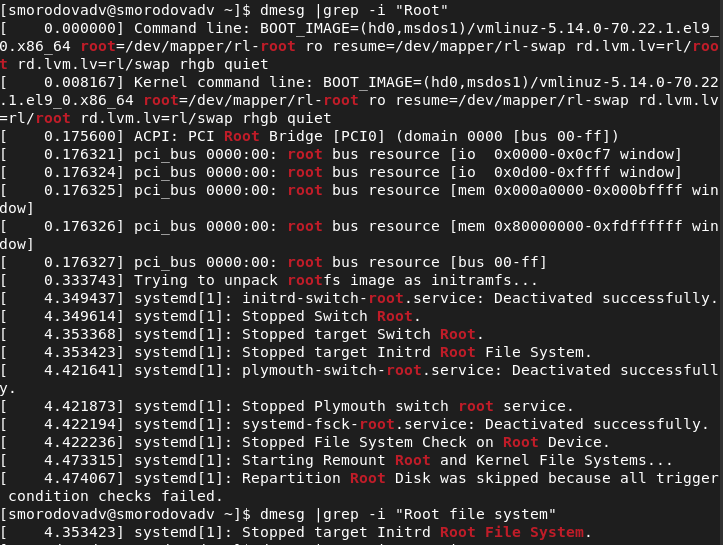 [smorodovadv@smorodovadv ~]$ dmesg |grep -i "Root"
[    0.000000] Command line: BOOT_IMAGE=(hd0,msdos1)/vmlinuz-5.14.0-70.22.1.el9_
0.x86_64 root=/dev/mapper/rl-root ro resume=/dev/mapper/rl-swap rd.lvm.lv=rl/roo
t rd.lvm.lv=rl/swap rhgb quiet
[    0.008167] Kernel command line: BOOT_IMAGE=(hd0,msdos1)/vmlinuz-5.14.0-70.22
.1.el9_0.x86_64 root=/dev/mapper/rl-root ro resume=/dev/mapper/rl-swap rd.lvm.lv
=rl/root rd.lvm.lv=rl/swap rhgb quiet
[    0.175600] ACPI: PCI Root Bridge [PCI0] (domain 0000 [bus 00-ff])
[    0.176321] pci_bus 0000:00: root bus resource [io  0x0000-0x0cf7 window]
[    0.176324] pci_bus 0000:00: root bus resource [io  0x0d00-0xffff window]
[    0.176325] pci_bus 0000:00: root bus resource [mem 0x000a0000-0x000bffff win
dow]
[    0.176326] pci_bus 0000:00: root bus resource [mem 0x80000000-0xfdffffff win
dow]
[    0.176327] pci_bus 0000:00: root bus resource [bus 00-ff]
[    0.333743] Trying to unpack rootfs image as initramfs...
[    4.349437] systemd[1]: initrd-switch-root.service: Deactivated successfully.
[    4.349614] systemd[1]: Stopped Switch Root.
[    4.353368] systemd[1]: Stopped target Switch Root.
[    4.353423] systemd[1]: Stopped target Initrd Root File System.
[    4.421641] systemd[1]: plymouth-switch-root.service: Deactivated successfull
y.
[    4.421873] systemd[1]: Stopped Plymouth switch root service.
[    4.422194] systemd[1]: systemd-fsck-root.service: Deactivated successfully.
[    4.422236] systemd[1]: Stopped File System Check on Root Device.
[    4.473315] systemd[1]: Starting Remount Root and Kernel File Systems...
[    4.474067] systemd[1]: Repartition Root Disk was skipped because all trigger
 condition checks failed.
[smorodovadv@smorodovadv ~]$ dmesg |grep -i "Root file system"
[    4.353423] systemd[1]: Stopped target Initrd Root File System.